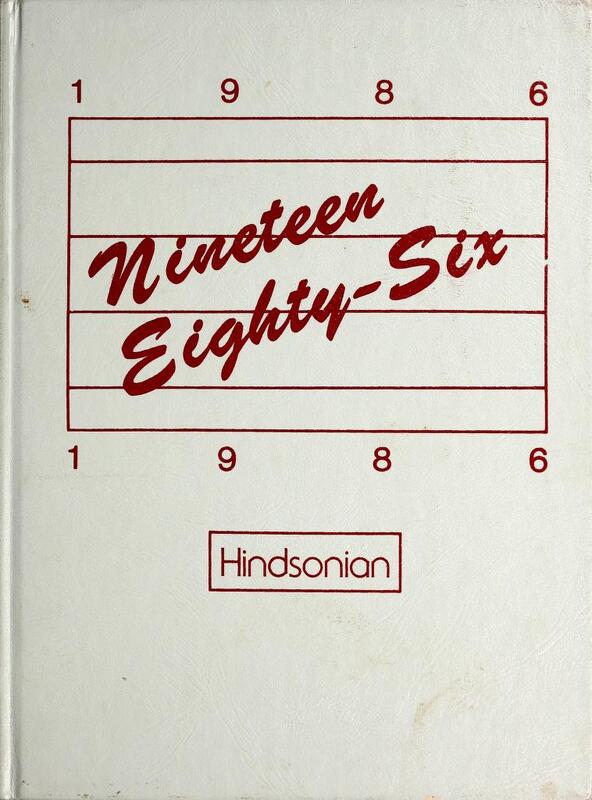 1 9 8 6
Nineteen
Eighty-Six
1 9 8 6
Hindsonian